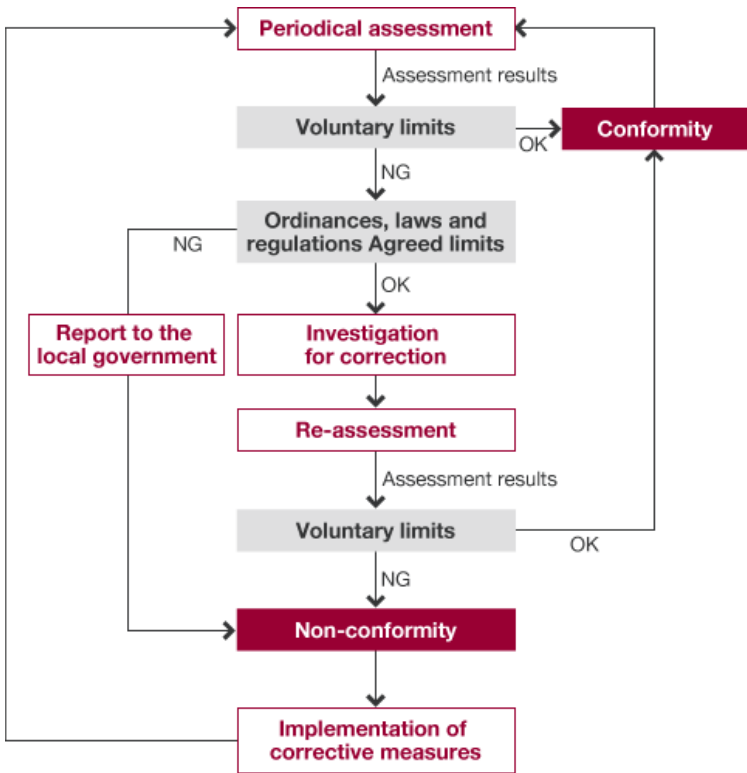 Periodical assessment
Assessment results
Voluntary limits
OK
Conformity
NG
Ordinances, laws and
regulations Agreed limits
NG
OK
Report to the
local government
Investigation
for correction
Re-assessment
Assessment results
Voluntary limits
OK
NG
Non-conformity
Implementation of
corrective measures